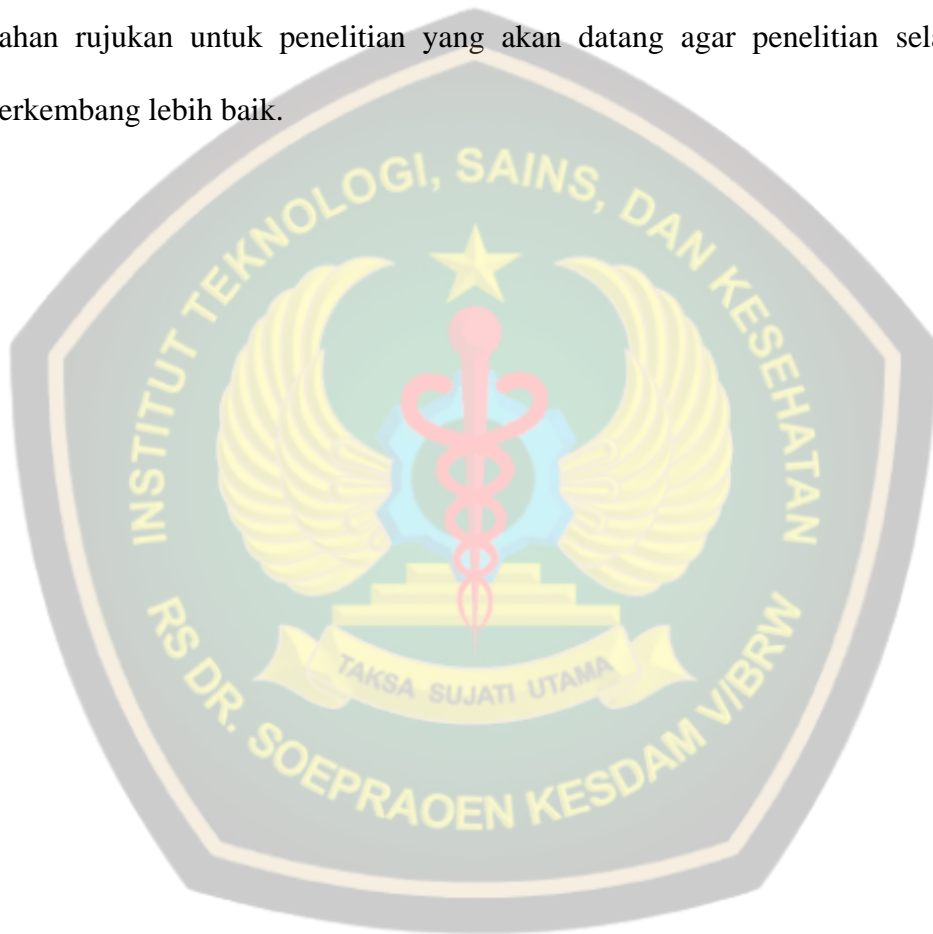 ahan rujukan untuk penelitian yang akan datang agar penelitian sela
erkembang lebih baik.
INSTITUT TEKNOLOGI, SAINS, DAN KESEHATAN
TAKSA SUJATI UTAMA
RS DR. SOEPRAOEN KESDAM V/BRW